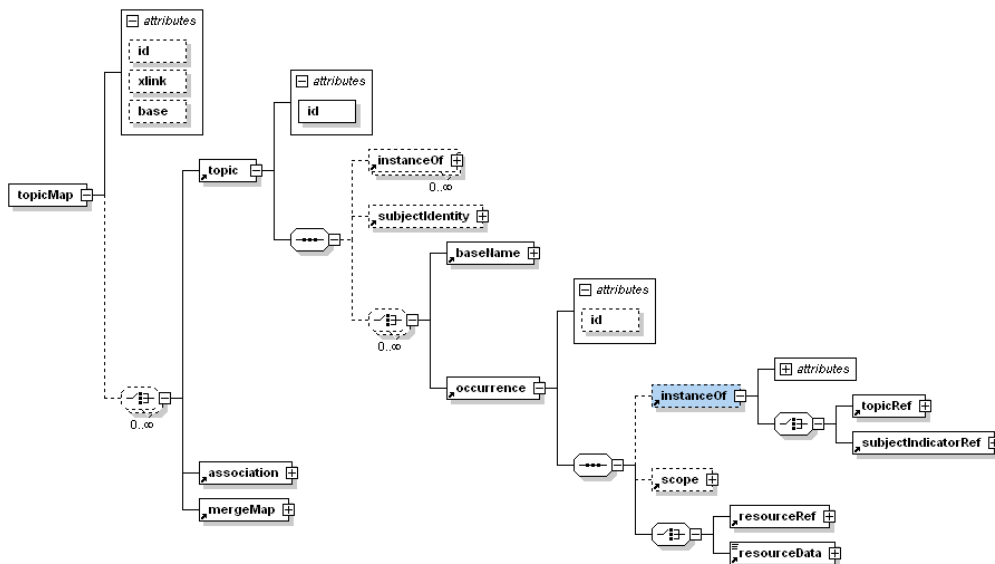 attributes
id
xlink
base
attributes
id
topic
instanceOf
0..∞
topicMap
subjectIdentity
baseName
attributes
id
0..∞
occurrence
attributes
instanceOf
topicRef
0..∞
subjectIndicatorRef
association
scope
mergeMap
resourceRef
resourceData